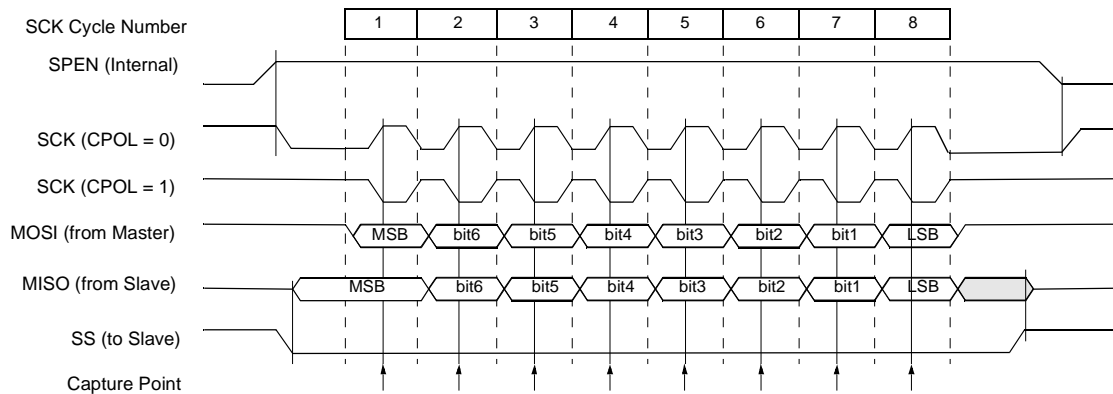 SCK Cycle Number 1 2 3 4 5 6 7 8
SPEN (Internal)
SCK (CPOL = 0)
SCK (CPOL = 1)
MOSI (from Master) MSB bit6 bit5 bit4 bit3 bit2 bit1 LSB
MISO (from Slave) MSB bit6 bit5 bit4 bit3 bit2 bit1 LSB
SS (to Slave)
Capture Point